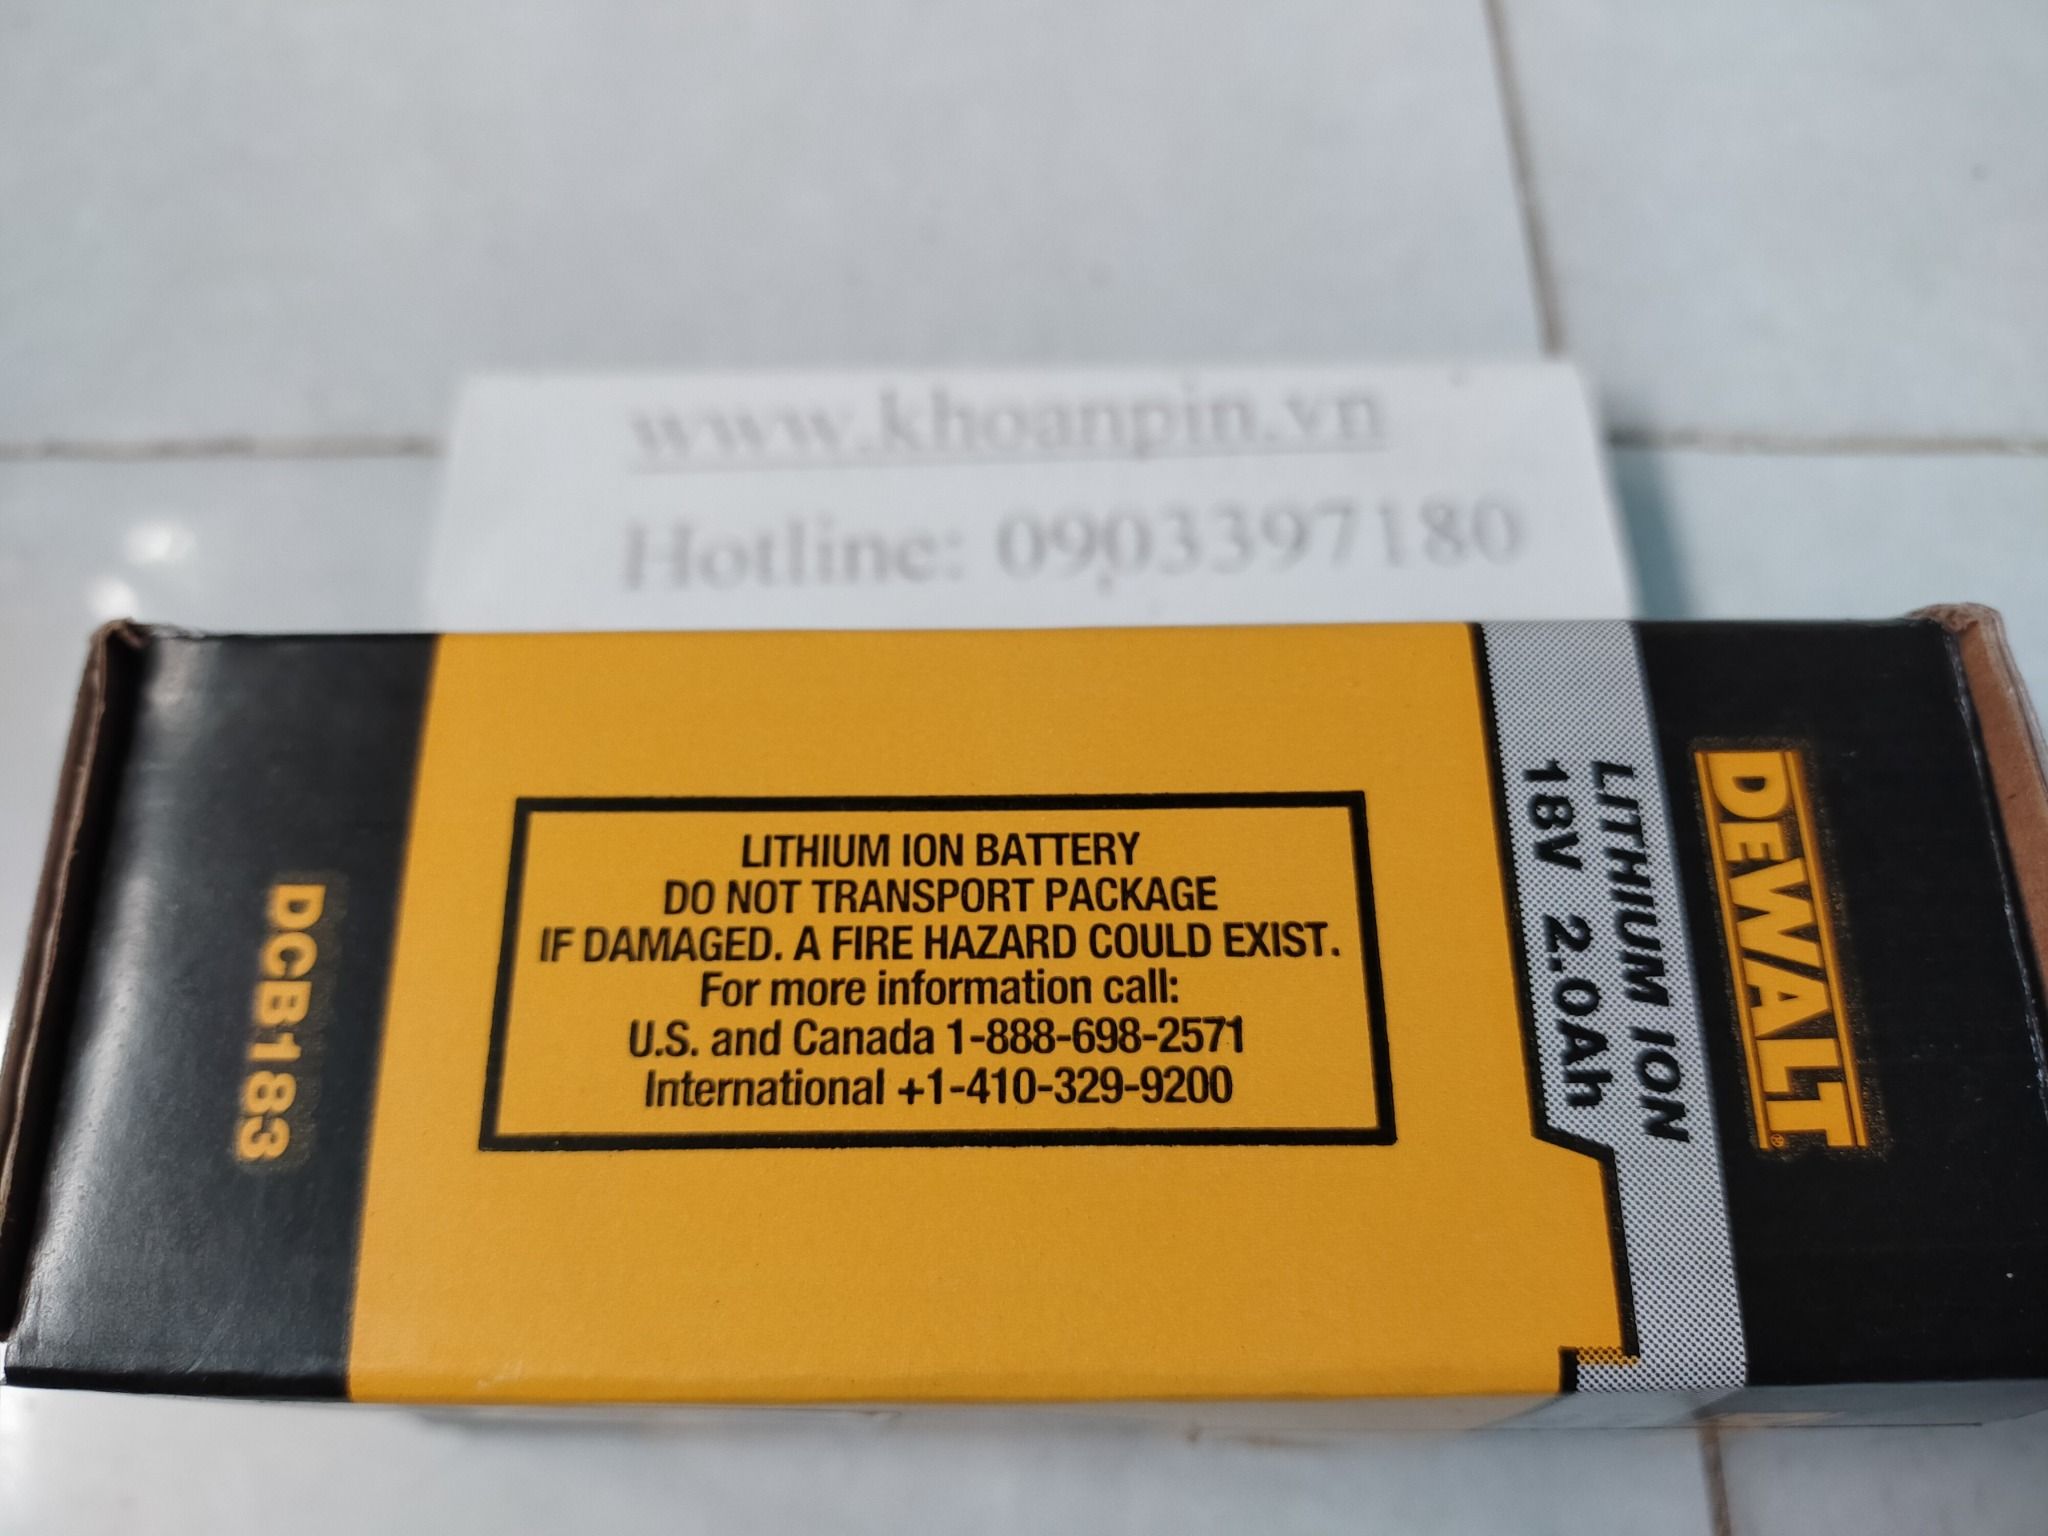 www.khoanpin.vn
Hotline: 0903397180
LITHIUM ION BATTERY
DO NOT TRANSPORT PACKAGE
IF DAMAGED. A FIRE HAZARD COULD EXIST.
For more information call:
U.S. and Canada 1-888-698-2571
International +1-410-329-9200
DEWALT®
LITHIUM ION
18V 2.0Ah
DCB183